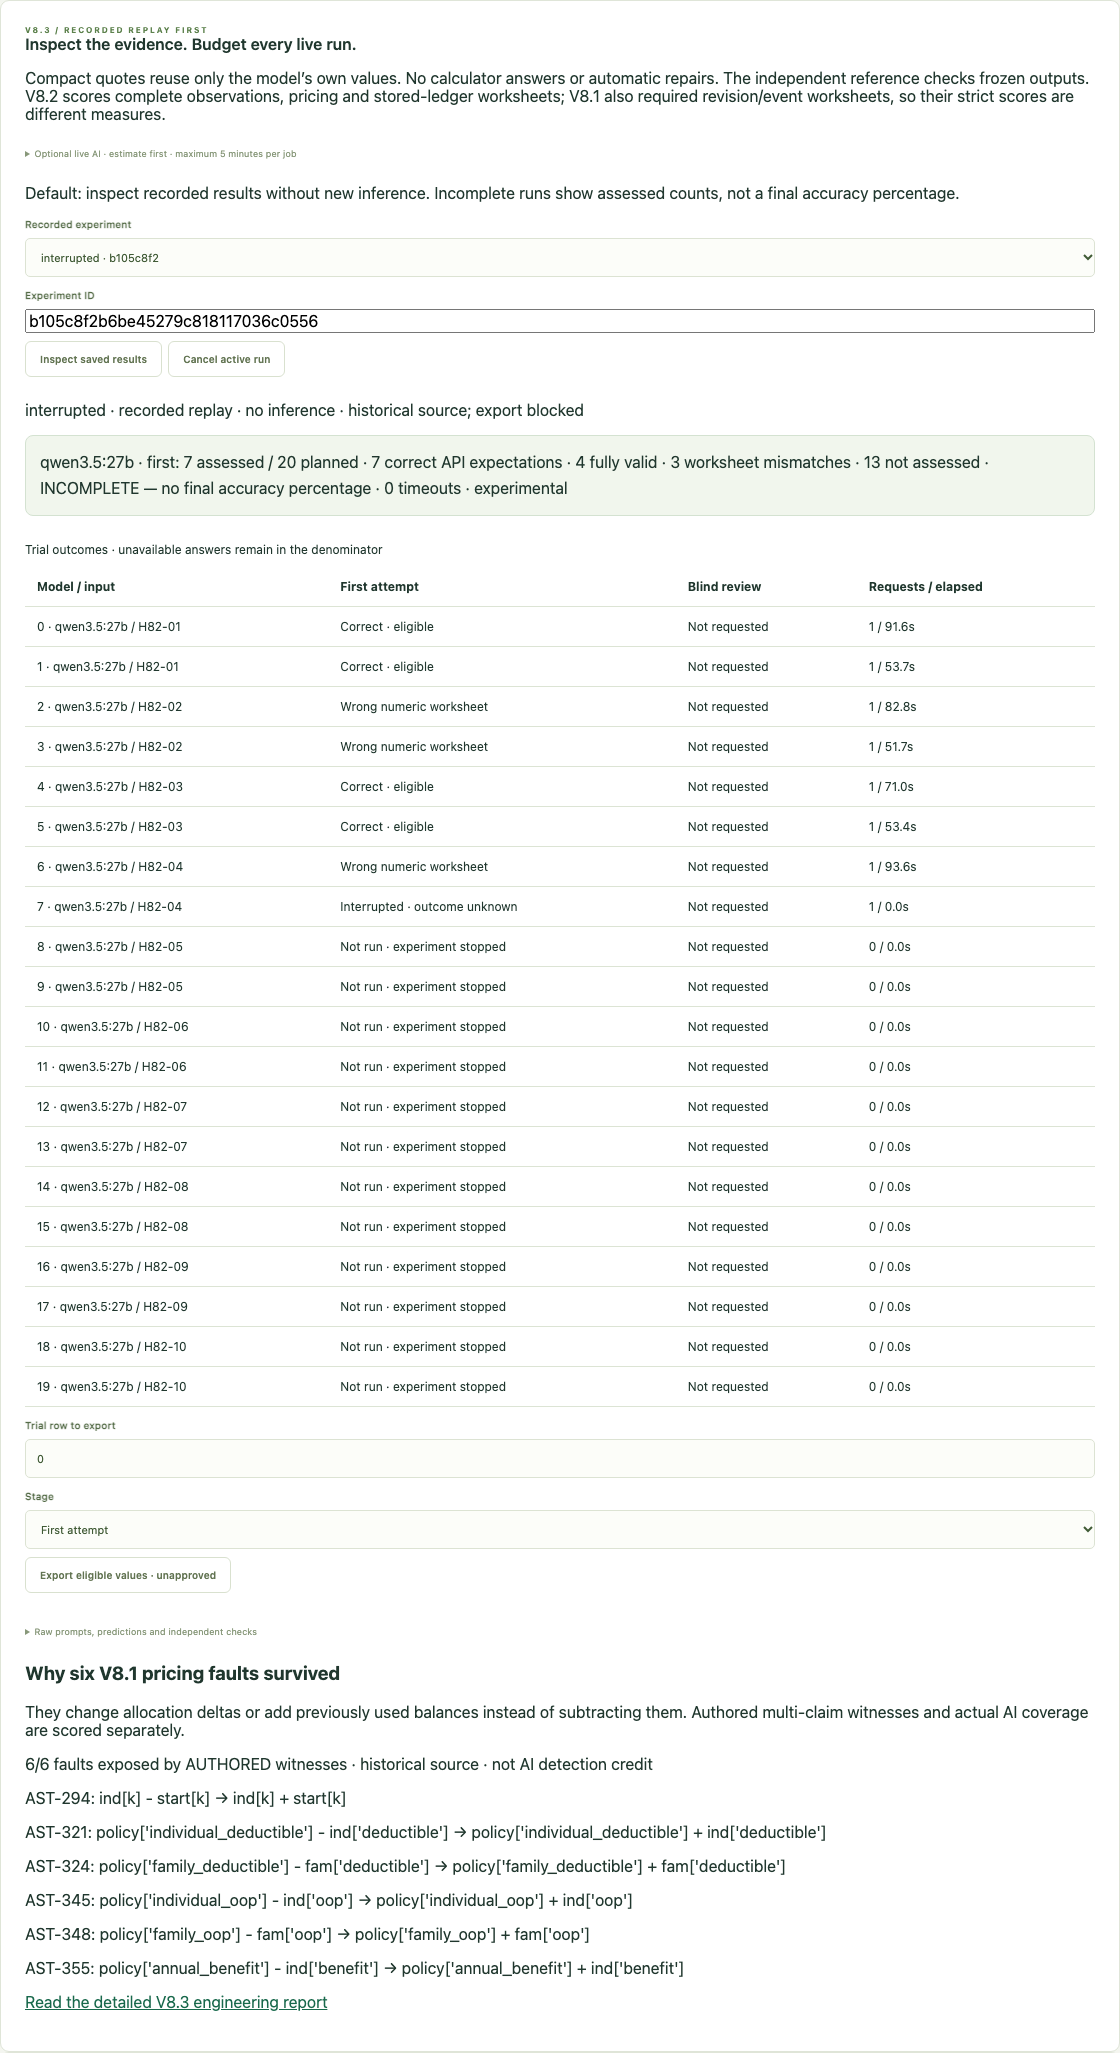 V8.3 / RECORDED REPLAY FIRST
Inspect the evidence. Budget every live run.
Compact quotes reuse only the model’s own values. No calculator answers or automatic repairs. The independent reference checks frozen outputs.
V8.2 scores complete observations, pricing and stored-ledger worksheets; V8.1 also required revision/event worksheets, so their strict scores are
different measures.
▸ Optional live AI · estimate first · maximum 5 minutes per job
Default: inspect recorded results without new inference. Incomplete runs show assessed counts, not a final accuracy percentage.
Recorded experiment
interrupted · b105c8f2
Experiment ID
b105c8f2b6be45279c818117036c0556
Inspect saved results Cancel active run
interrupted · recorded replay · no inference · historical source; export blocked
qwen3.5:27b · first: 7 assessed / 20 planned · 7 correct API expectations · 4 fully valid · 3 worksheet mismatches · 13 not assessed ·
INCOMPLETE — no final accuracy percentage · 0 timeouts · experimental
Trial outcomes · unavailable answers remain in the denominator
Model / input First attempt Blind review Requests / elapsed
0 · qwen3.5:27b / H82-01 Correct · eligible Not requested 1 / 91.6s
1 · qwen3.5:27b / H82-01 Correct · eligible Not requested 1 / 53.7s
2 · qwen3.5:27b / H82-02 Wrong numeric worksheet Not requested 1 / 82.8s
3 · qwen3.5:27b / H82-02 Wrong numeric worksheet Not requested 1 / 51.7s
4 · qwen3.5:27b / H82-03 Correct · eligible Not requested 1 / 71.0s
5 · qwen3.5:27b / H82-03 Correct · eligible Not requested 1 / 53.4s
6 · qwen3.5:27b / H82-04 Wrong numeric worksheet Not requested 1 / 93.6s
7 · qwen3.5:27b / H82-04 Interrupted · outcome unknown Not requested 1 / 0.0s
8 · qwen3.5:27b / H82-05 Not run · experiment stopped Not requested 0 / 0.0s
9 · qwen3.5:27b / H82-05 Not run · experiment stopped Not requested 0 / 0.0s
10 · qwen3.5:27b / H82-06 Not run · experiment stopped Not requested 0 / 0.0s
11 · qwen3.5:27b / H82-06 Not run · experiment stopped Not requested 0 / 0.0s
12 · qwen3.5:27b / H82-07 Not run · experiment stopped Not requested 0 / 0.0s
13 · qwen3.5:27b / H82-07 Not run · experiment stopped Not requested 0 / 0.0s
14 · qwen3.5:27b / H82-08 Not run · experiment stopped Not requested 0 / 0.0s
15 · qwen3.5:27b / H82-08 Not run · experiment stopped Not requested 0 / 0.0s
16 · qwen3.5:27b / H82-09 Not run · experiment stopped Not requested 0 / 0.0s
17 · qwen3.5:27b / H82-09 Not run · experiment stopped Not requested 0 / 0.0s
18 · qwen3.5:27b / H82-10 Not run · experiment stopped Not requested 0 / 0.0s
19 · qwen3.5:27b / H82-10 Not run · experiment stopped Not requested 0 / 0.0s
Trial row to export
0
Stage
First attempt
Export eligible values · unapproved
▸ Raw prompts, predictions and independent checks
Why six V8.1 pricing faults survived
They change allocation deltas or add previously used balances instead of subtracting them. Authored multi-claim witnesses and actual AI coverage
are scored separately.
6/6 faults exposed by AUTHORED witnesses · historical source · not AI detection credit
AST-294: ind[k] - start[k] → ind[k] + start[k]
AST-321: policy['individual_deductible'] - ind['deductible'] → policy['individual_deductible'] + ind['deductible']
AST-324: policy['family_deductible'] - fam['deductible'] → policy['family_deductible'] + fam['deductible']
AST-345: policy['individual_oop'] - ind['oop'] → policy['individual_oop'] + ind['oop']
AST-348: policy['family_oop'] - fam['oop'] → policy['family_oop'] + fam['oop']
AST-355: policy['annual_benefit'] - ind['benefit'] → policy['annual_benefit'] + ind['benefit']
Read the detailed V8.3 engineering report